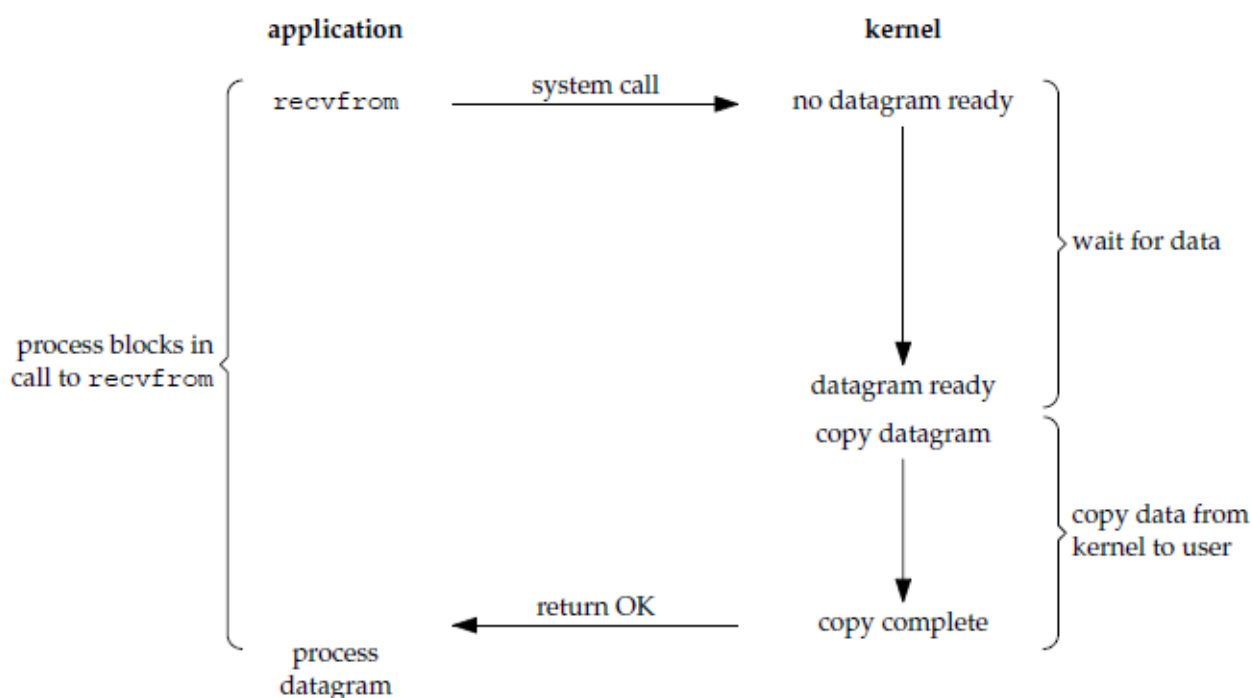 application
kernel
recvfrom
system call
no datagram ready
wait for data
process blocks in
call to recvfrom
datagram ready
copy datagram
copy data from
kernel to user
return OK
copy complete
process
datagram